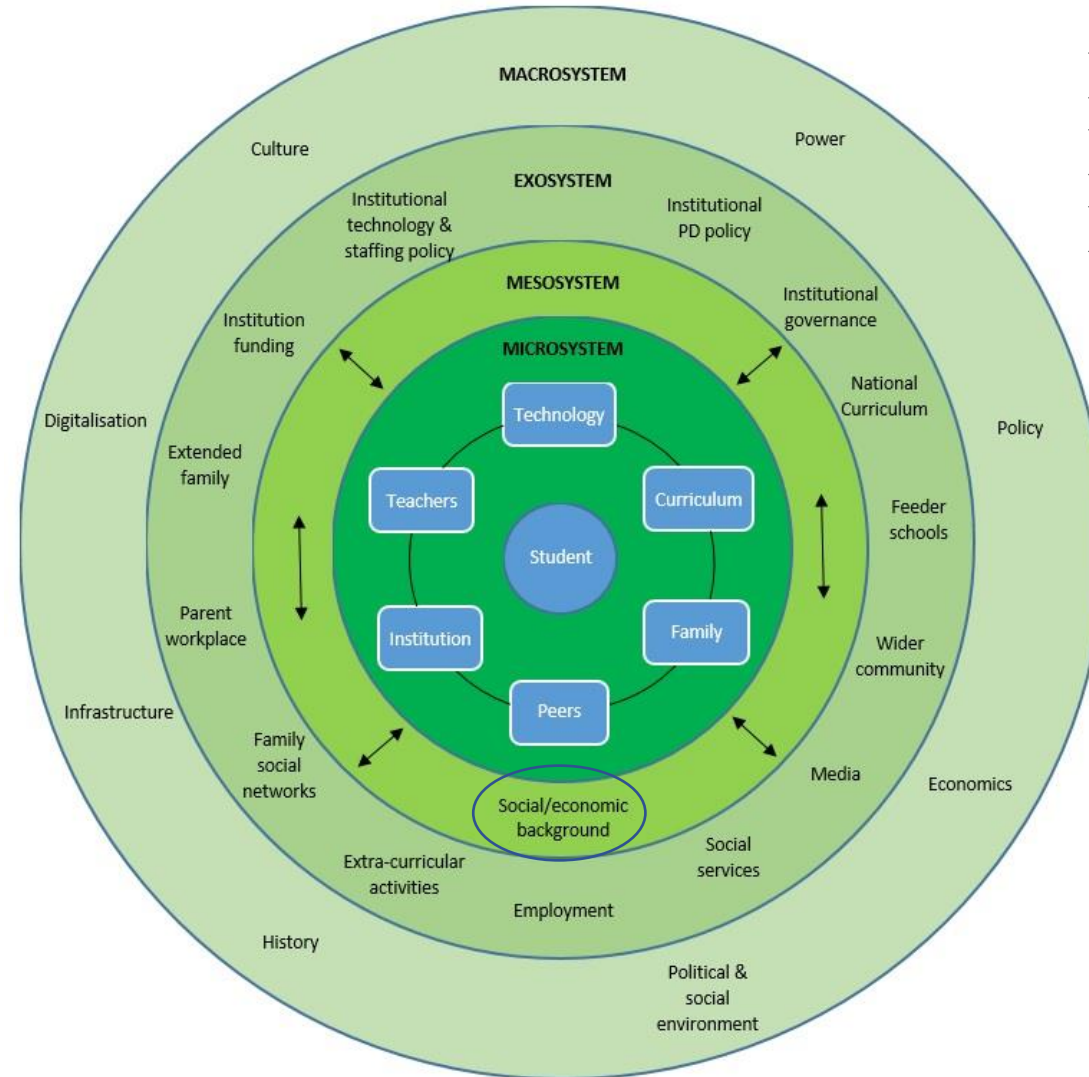 MACROSYSTEM
Culture
Power
EXOSYSTEM
Institutional
technology &
staffing policy
Institutional
PD policy
MESOSYSTEM
Institution
funding
Institutional
governance
MICROSYSTEM
National
Curriculum
Digitalisation
Policy
Technology
Extended
family
Teachers
Curriculum
Feeder
schools
Student
Parent
workplace
Institution
Family
Wider
community
Infrastructure
Peers
Family
social
networks
Media
Economics
Social/economic
background
Social
services
Extra-curricular
activities
Employment
History
Political &
social
environment